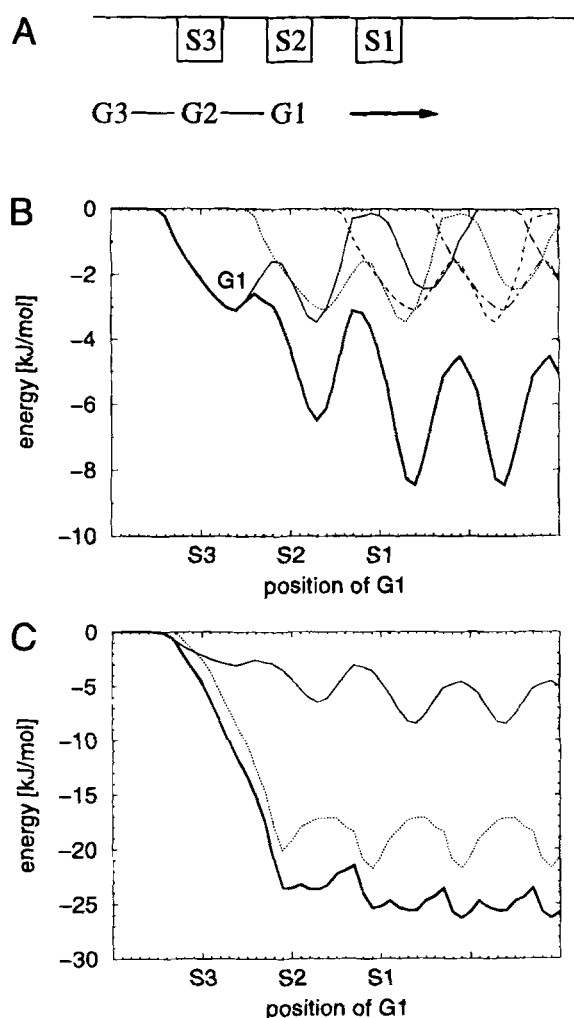 A
S3 S2 S1
G3 — G2 — G1
B
0
−2
−4
−6
−8
−10
energy [kJ/mol]
G1
S3 S2 S1
position of G1
C
0
−5
−10
−15
−20
−25
−30
energy [kJ/mol]
S3 S2 S1
position of G1